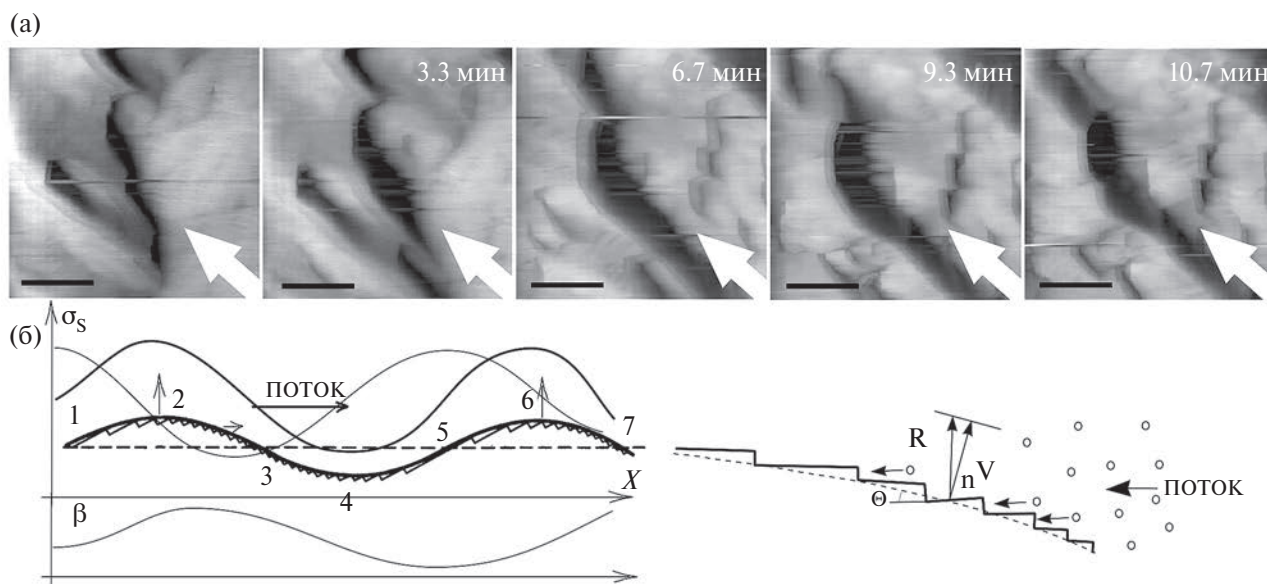 (а)
3.3 мин
6.7 мин
9.3 мин
10.7 мин
(б)
σS
ПОТОК
1
2
3
4
5
6
7
X
β
R
nV
Θ
ПОТОК